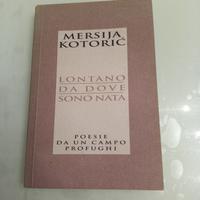 MERSIJA
KOTORIĆ
LONTANO
DA DOVE
SONO NATA
POESIE
DA UN CAMPO
PROFUGHI